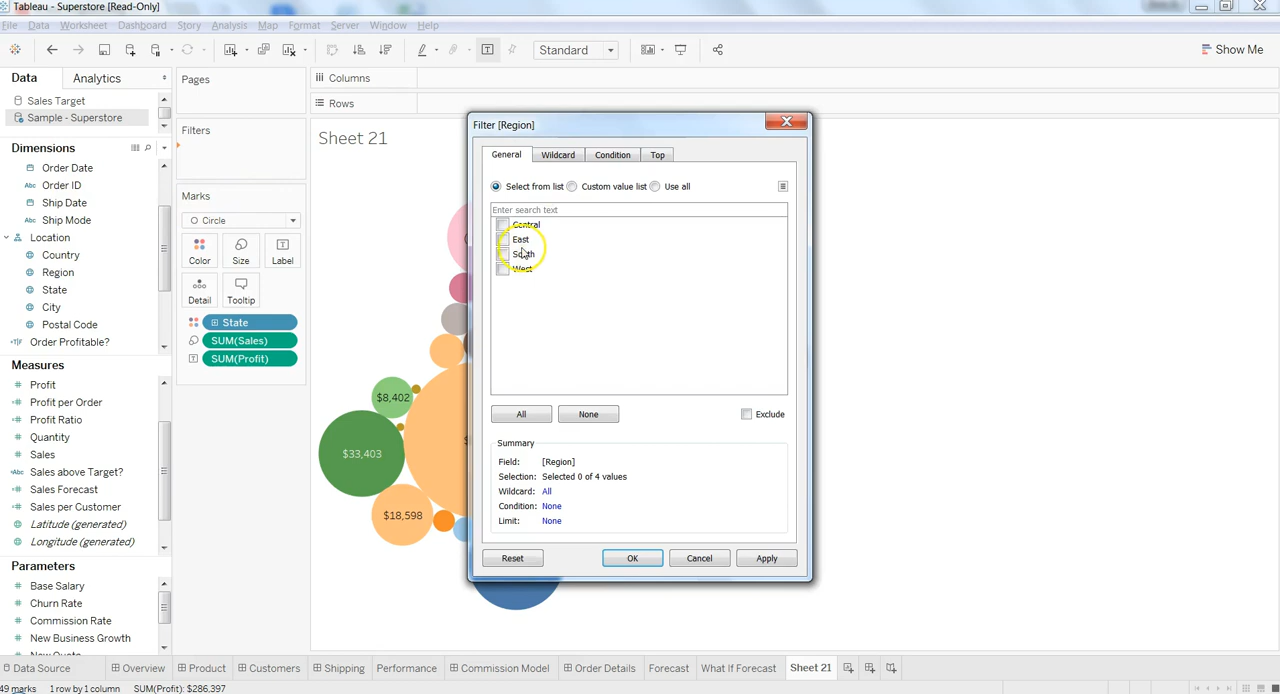 Tableau - Superstore [Read-Only]
File Data Worksheet Dashboard Story Analysis Map Format Server Window Help
Standard
Show Me
Data Analytics
Sales Target
Sample - Superstore
Dimensions
Order Date
Abc Order ID
Ship Date
Abc Ship Mode
Location
Country
Region
State
City
Postal Code
=T|F Order Profitable?
Measures
# Profit
=# Profit per Order
=# Profit Ratio
# Quantity
# Sales
=Abc Sales above Target?
=# Sales Forecast
=# Sales per Customer
Latitude (generated)
Longitude (generated)
Parameters
# Base Salary
# Churn Rate
# Commission Rate
# New Business Growth
# New Quota
Pages
Filters
Marks
Circle
Color Size Label
Detail Tooltip
State
SUM(Sales)
SUM(Profit)
Columns
Rows
Sheet 21
$8,402
$33,403
$18,598
Filter [Region]
General Wildcard Condition Top
Select from list Custom value list Use all
Enter search text
Central
East
South
West
All None Exclude
Summary
Field: [Region]
Selection: Selected 0 of 4 values
Wildcard: All
Condition: None
Limit: None
Reset OK Cancel Apply
Data Source Overview Product Customers Shipping Performance Commission Model Order Details Forecast What If Forecast Sheet 21
49 marks 1 row by 1 column SUM(Profit): $286,397